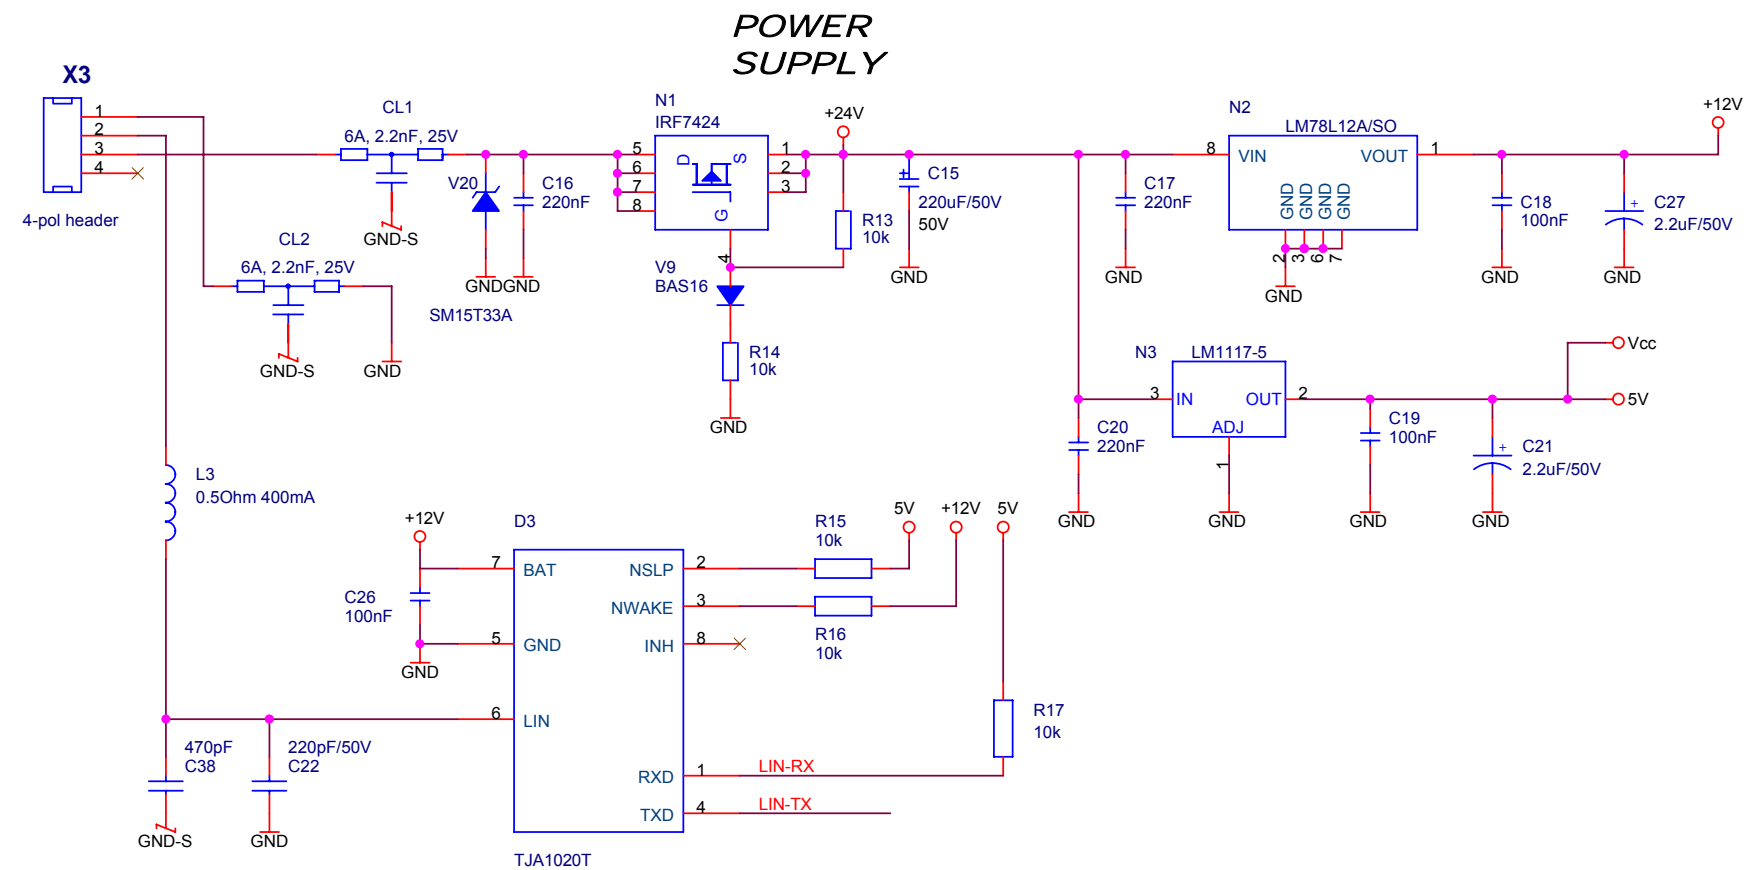 POWER
SUPPLY
X3
1
2
3
4
4-pol header
CL1
6A, 2.2nF, 25V
GND-S
CL2
6A, 2.2nF, 25V
GND-S
GND
V20
GND
SM15T33A
C16
220nF
GND
N1
IRF7424
5
6
7
8
D
S
G
1
2
3
4
V9
BAS16
R14
10k
GND
+24V
R13
10k
C15
220uF/50V
50V
GND
C17
220nF
GND
N2
LM78L12A/SO
8
VIN
VOUT
1
GND
GND
GND
GND
2
3
6
7
GND
+12V
C18
100nF
GND
C27
+
2.2uF/50V
GND
N3
LM1117-5
3
IN
OUT
2
ADJ
1
GND
C20
220nF
GND
C19
100nF
GND
C21
+
2.2uF/50V
GND
Vcc
5V
L3
0.5Ohm 400mA
+12V
C26
100nF
GND
D3
7
BAT
5
GND
6
LIN
NSLP
2
NWAKE
3
INH
8
RXD
1
TXD
4
TJA1020T
R15
10k
R16
10k
5V
+12V
5V
R17
10k
LIN-RX
LIN-TX
470pF
C38
GND-S
220pF/50V
C22
GND